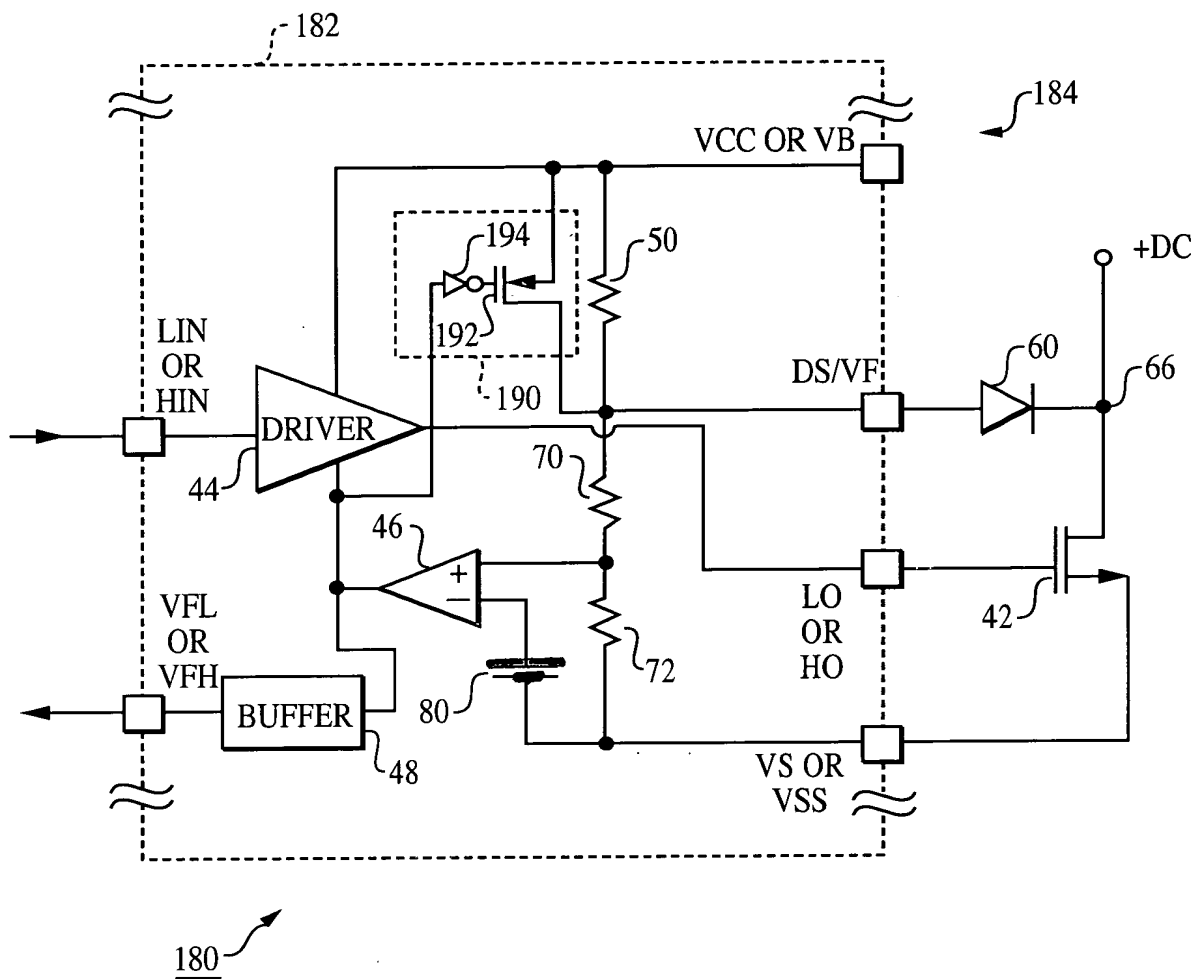 182
184
VCC OR VB
194
50
+DC
192
60
LIN
OR
HIN
DS/VF
66
190
DRIVER
70
44
46
+
−
VFL
OR
VFH
LO
OR
HO
42
72
80
BUFFER
48
VS OR
VSS
180